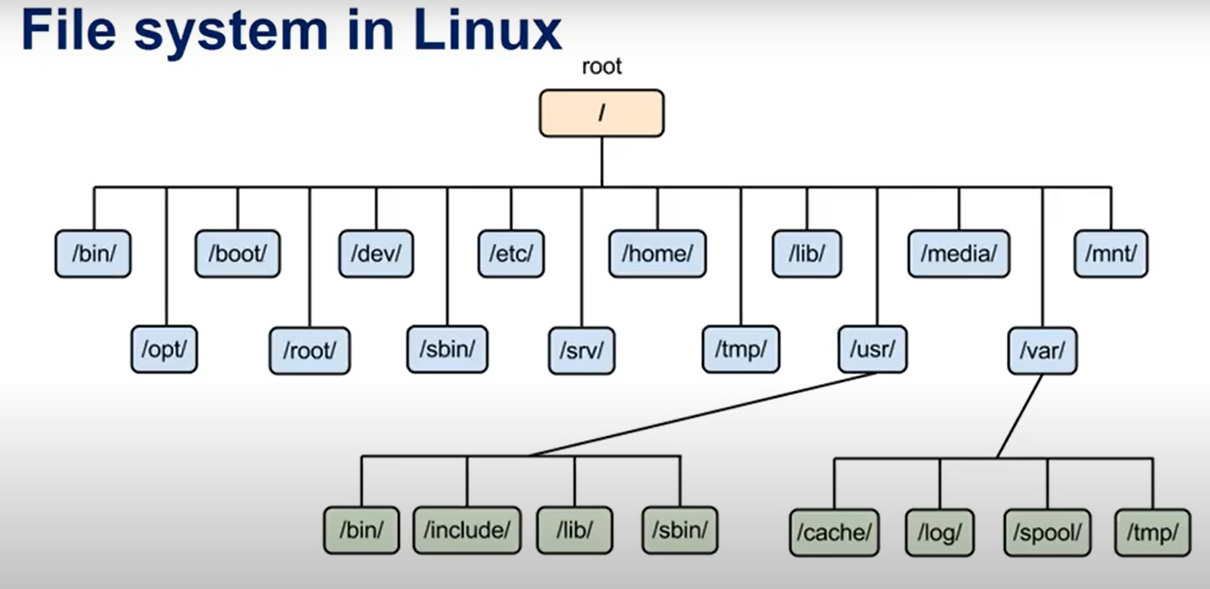 File system in Linux
root
/
/bin/
/boot/
/dev/
/etc/
/home/
/lib/
/media/
/mnt/
/opt/
/root/
/sbin/
/srv/
/tmp/
/usr/
/var/
/bin/
/include/
/lib/
/sbin/
/cache/
/log/
/spool/
/tmp/